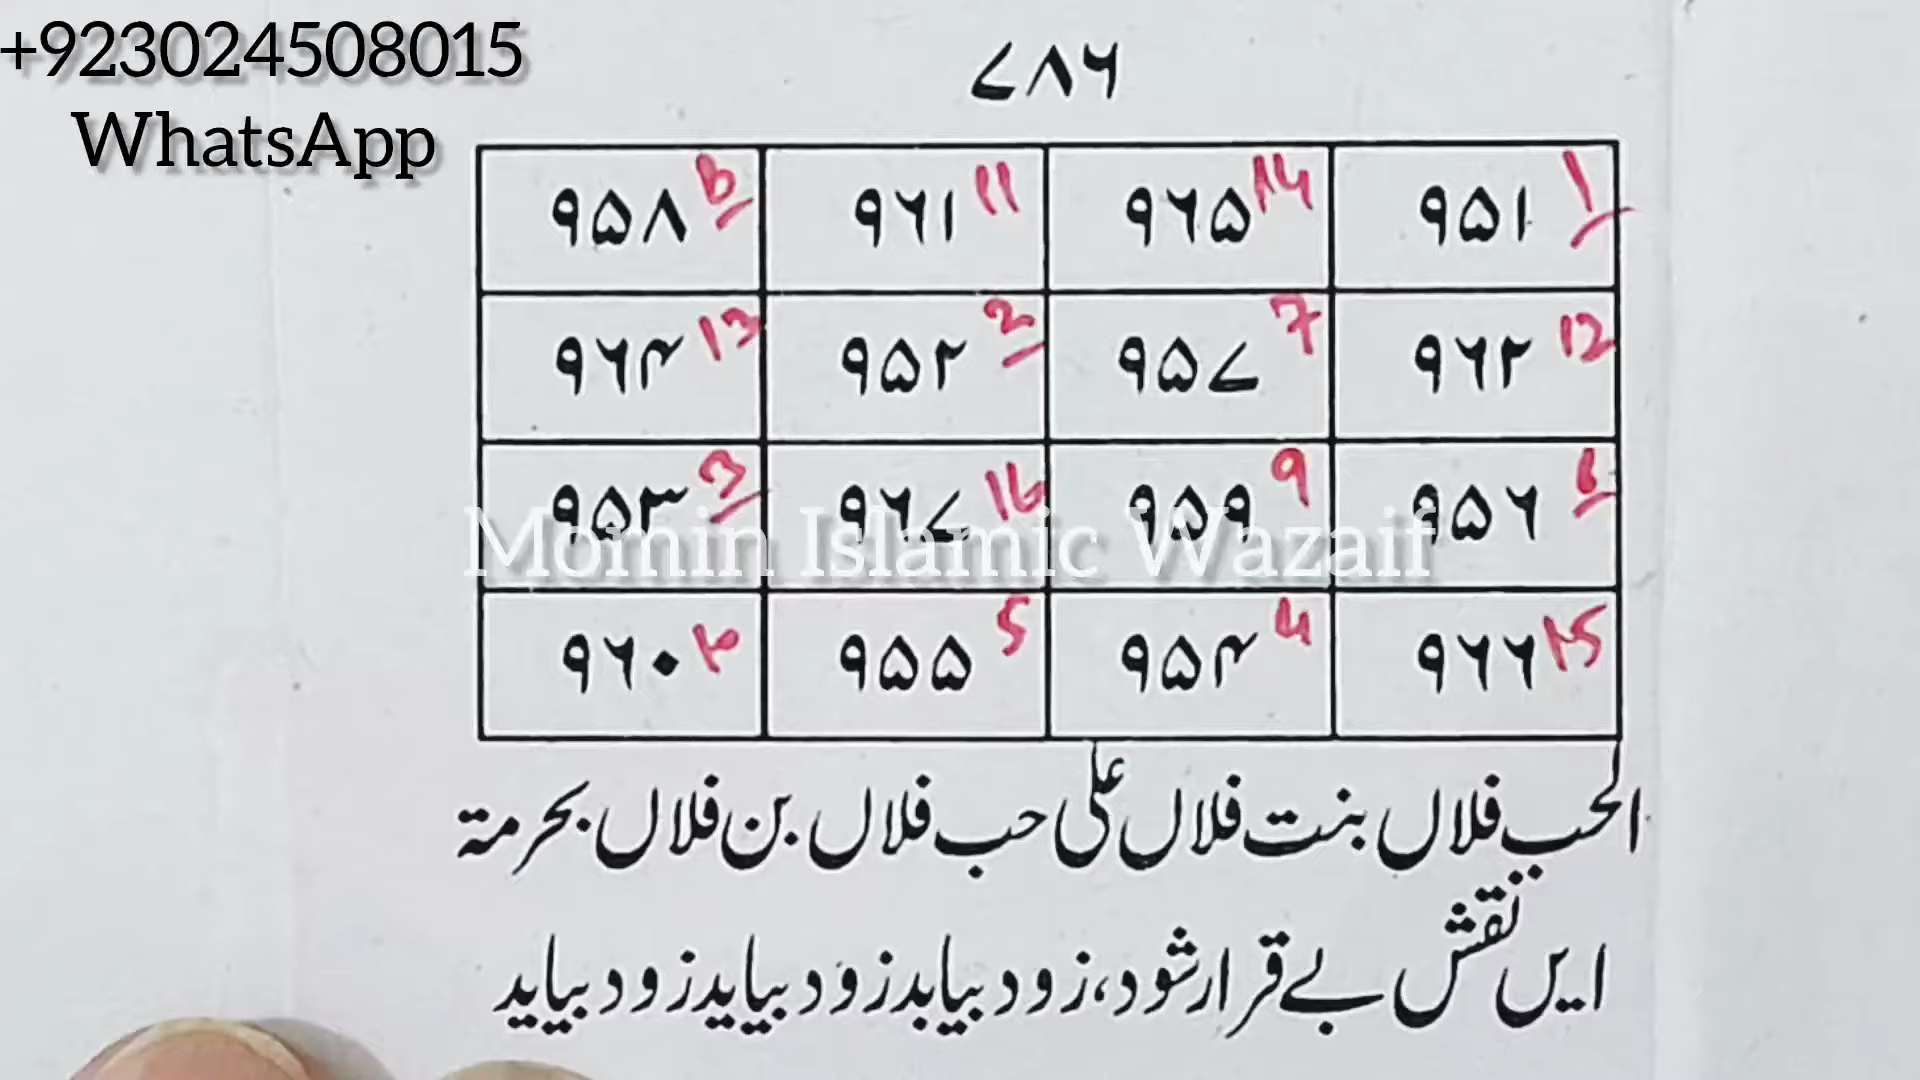 +923024508015
WhatsApp
۷۸۶
۹۵۸ 8 ۹۶۱ 11 ۹۶۵ 14 ۹۵۱ 1
۹۶۴ 13 ۹۵۲ 2 ۹۵۷ 7 ۹۶۲ 12
۹۵۳ 3 ۹۶۷ 16 ۹۵۹ 9 ۹۵۶ 6
۹۶۰ 10 ۹۵۵ 5 ۹۵۴ 4 ۹۶۶ 15
Momin Islamic Wazaif
الحب فلاں بنت فلاں علی حب فلاں بن فلاں بحرمتہ
ایں نقش بے قرار شود، زود بیابد زود بیاید زود بیاید